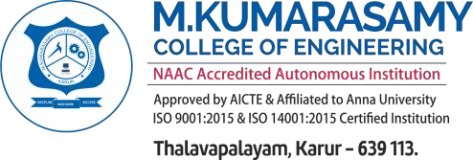 M.KUMARASAMY
COLLEGE OF ENGINEERING
NAAC Accredited Autonomous Institution
Approved by AICTE & Affiliated to Anna University
ISO 9001:2015 & ISO 14001:2015 Certified Institution
Thalavapalayam, Karur – 639 113.